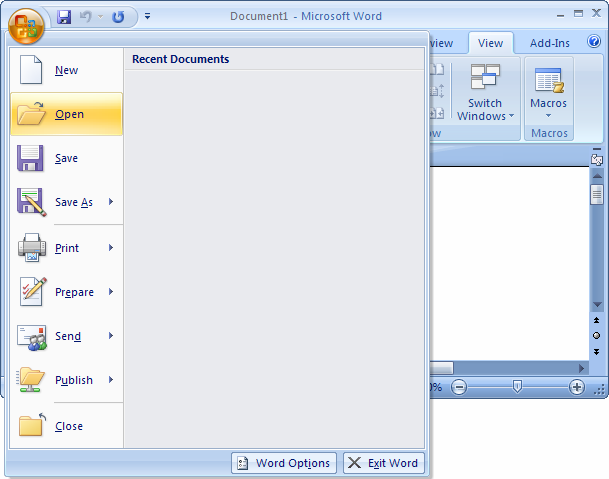 Document1 - Microsoft Word
View
Add-Ins
New
Open
Save
Save As
Print
Prepare
Send
Publish
Close
Recent Documents
Switch
Windows
Macros
Macros
Word Options
Exit Word